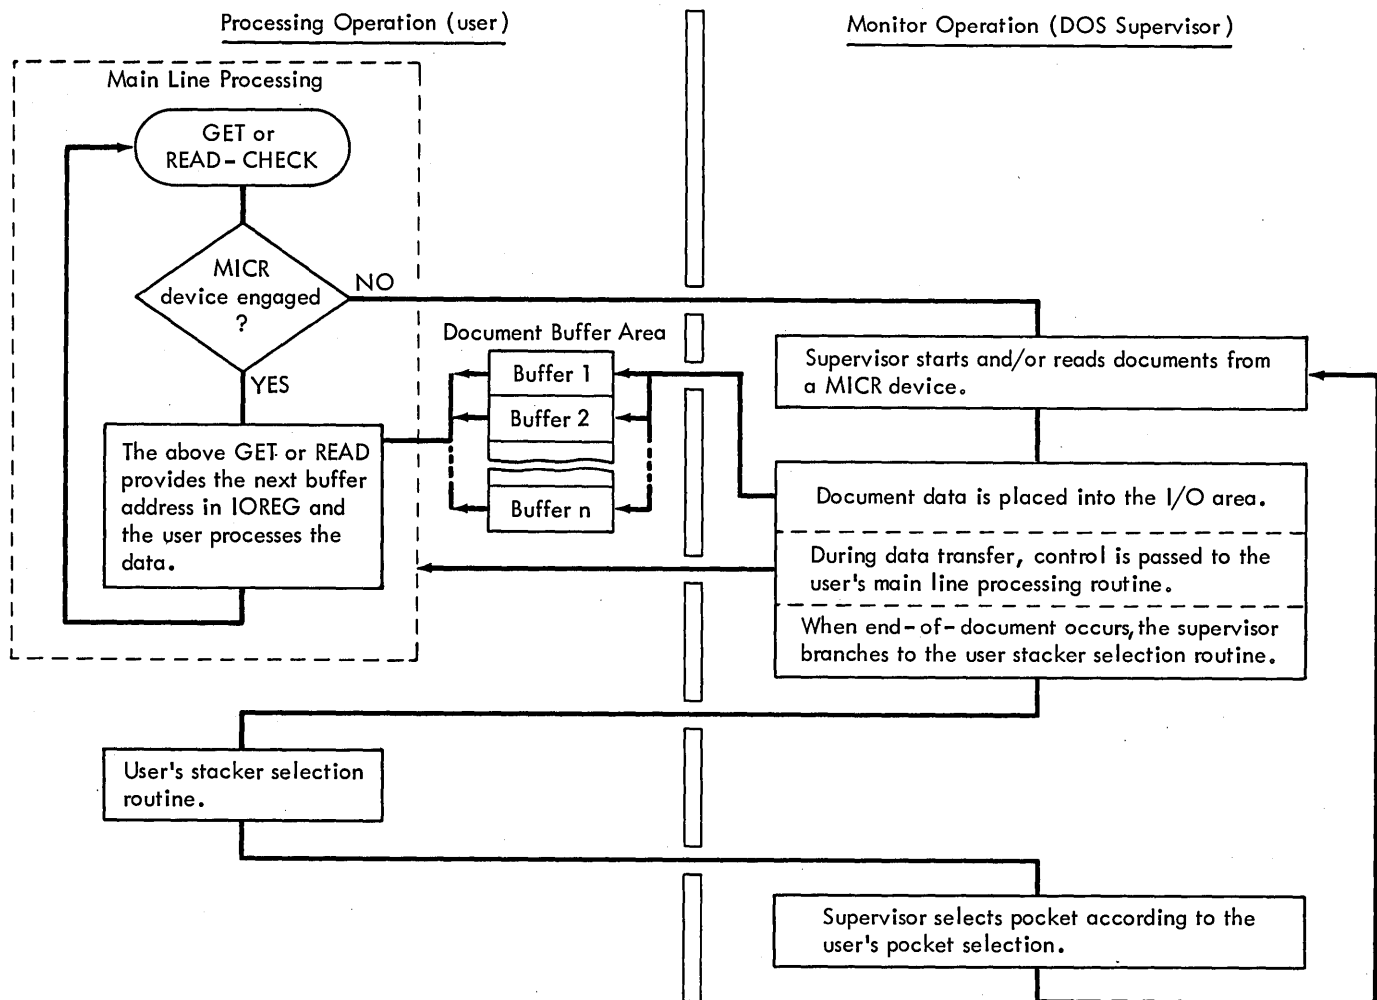 Processing Operation (user)
Monitor Operation (DOS Supervisor)
Main Line Processing
GET or
READ- CHECK
MICR
device engaged
?
NO
YES
The above GET or READ
provides the next buffer
address in IOREG and
the user processes the
data.
Document Buffer Area
Buffer 1
Buffer 2
Buffer n
Supervisor starts and/or reads documents from
a MICR device.
Document data is placed into the I/O area.
During data transfer, control is passed to the
user's main line processing routine.
When end-of-document occurs, the supervisor
branches to the user stacker selection routine.
User's stacker selection
routine.
Supervisor selects pocket according to the
user's pocket selection.